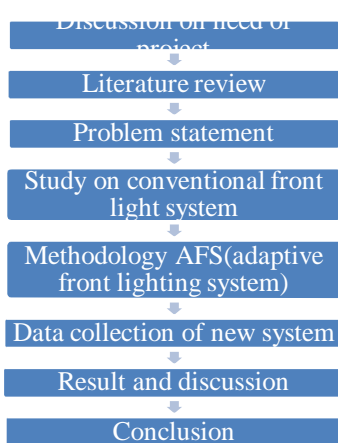 Discussion on need of
project
Literature review
Problem statement
Study on conventional front
light system
Methodology AFS(adaptive
front lighting system)
Data collection of new system
Result and discussion
Conclusion